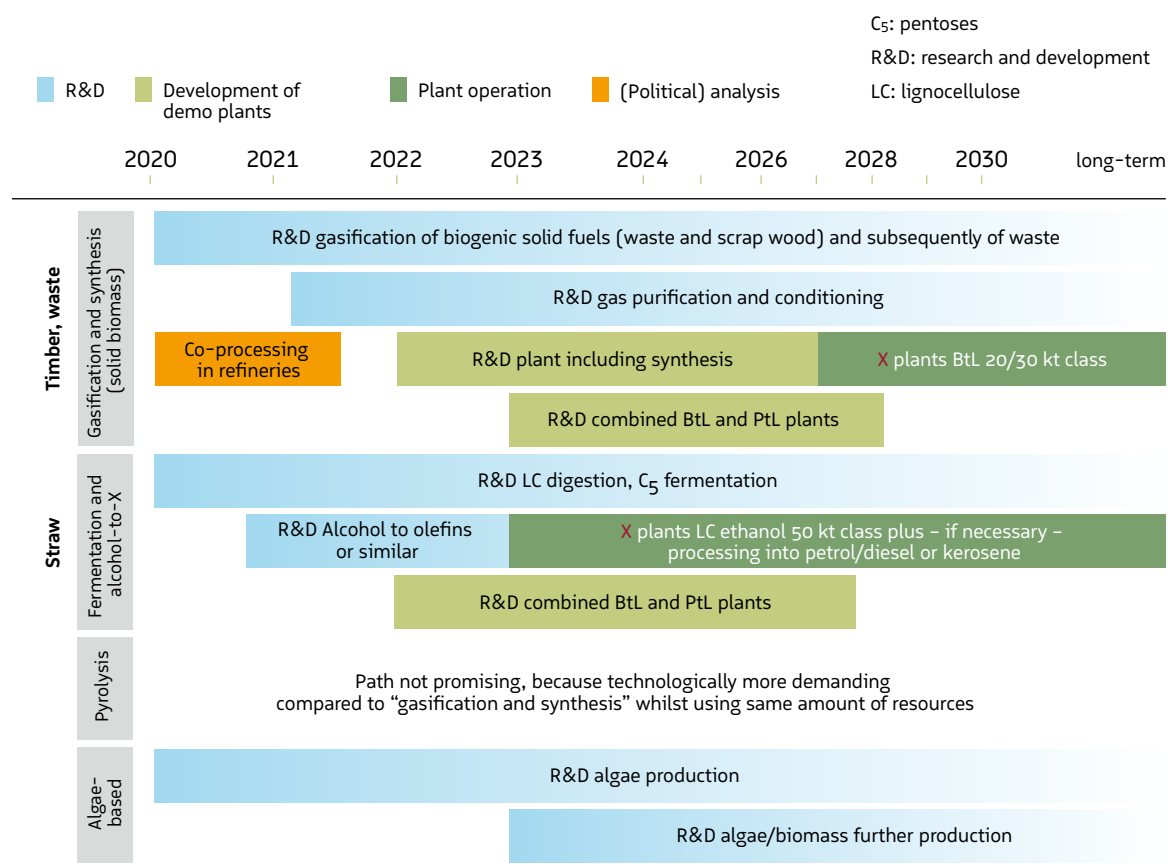 C₅: pentoses
R&D: research and development
LC: lignocellulose
R&D
Development of
demo plants
Plant operation
(Political) analysis
2020 2021 2022 2023 2024 2026 2028 2030 long-term
Timber, waste
Gasification and synthesis
(solid biomass)
R&D gasification of biogenic solid fuels (waste and scrap wood) and subsequently of waste
R&D gas purification and conditioning
Co-processing
in refineries
R&D plant including synthesis
X plants BtL 20/30 kt class
R&D combined BtL and PtL plants
Straw
Fermentation and
alcohol-to-X
R&D LC digestion, C₅ fermentation
R&D Alcohol to olefins
or similar
X plants LC ethanol 50 kt class plus – if necessary –
processing into petrol/diesel or kerosene
R&D combined BtL and PtL plants
Pyrolysis
Path not promising, because technologically more demanding
compared to “gasification and synthesis” whilst using same amount of resources
Algae-
based
R&D algae production
R&D algae/biomass further production